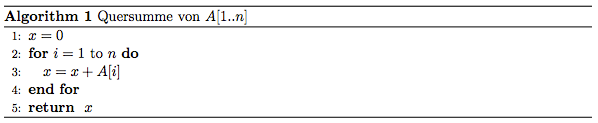 Algorithm 1 Quersumme von A[1..n]
1: x = 0
2: for i = 1 to n do
3: x = x + A[i]
4: end for
5: return x